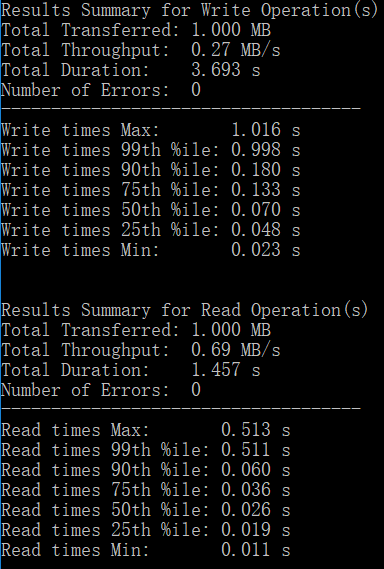 Results Summary for Write Operation(s)
Total Transferred: 1.000 MB
Total Throughput:  0.27 MB/s
Total Duration:    3.693 s
Number of Errors:  0
------------------------------------
Write times Max:        1.016 s
Write times 99th %ile: 0.998 s
Write times 90th %ile: 0.180 s
Write times 75th %ile: 0.133 s
Write times 50th %ile: 0.070 s
Write times 25th %ile: 0.048 s
Write times Min:        0.023 s
Results Summary for Read Operation(s)
Total Transferred: 1.000 MB
Total Throughput:  0.69 MB/s
Total Duration:    1.457 s
Number of Errors:  0
------------------------------------
Read times Max:       0.513 s
Read times 99th %ile: 0.511 s
Read times 90th %ile: 0.060 s
Read times 75th %ile: 0.036 s
Read times 50th %ile: 0.026 s
Read times 25th %ile: 0.019 s
Read times Min:       0.011 s